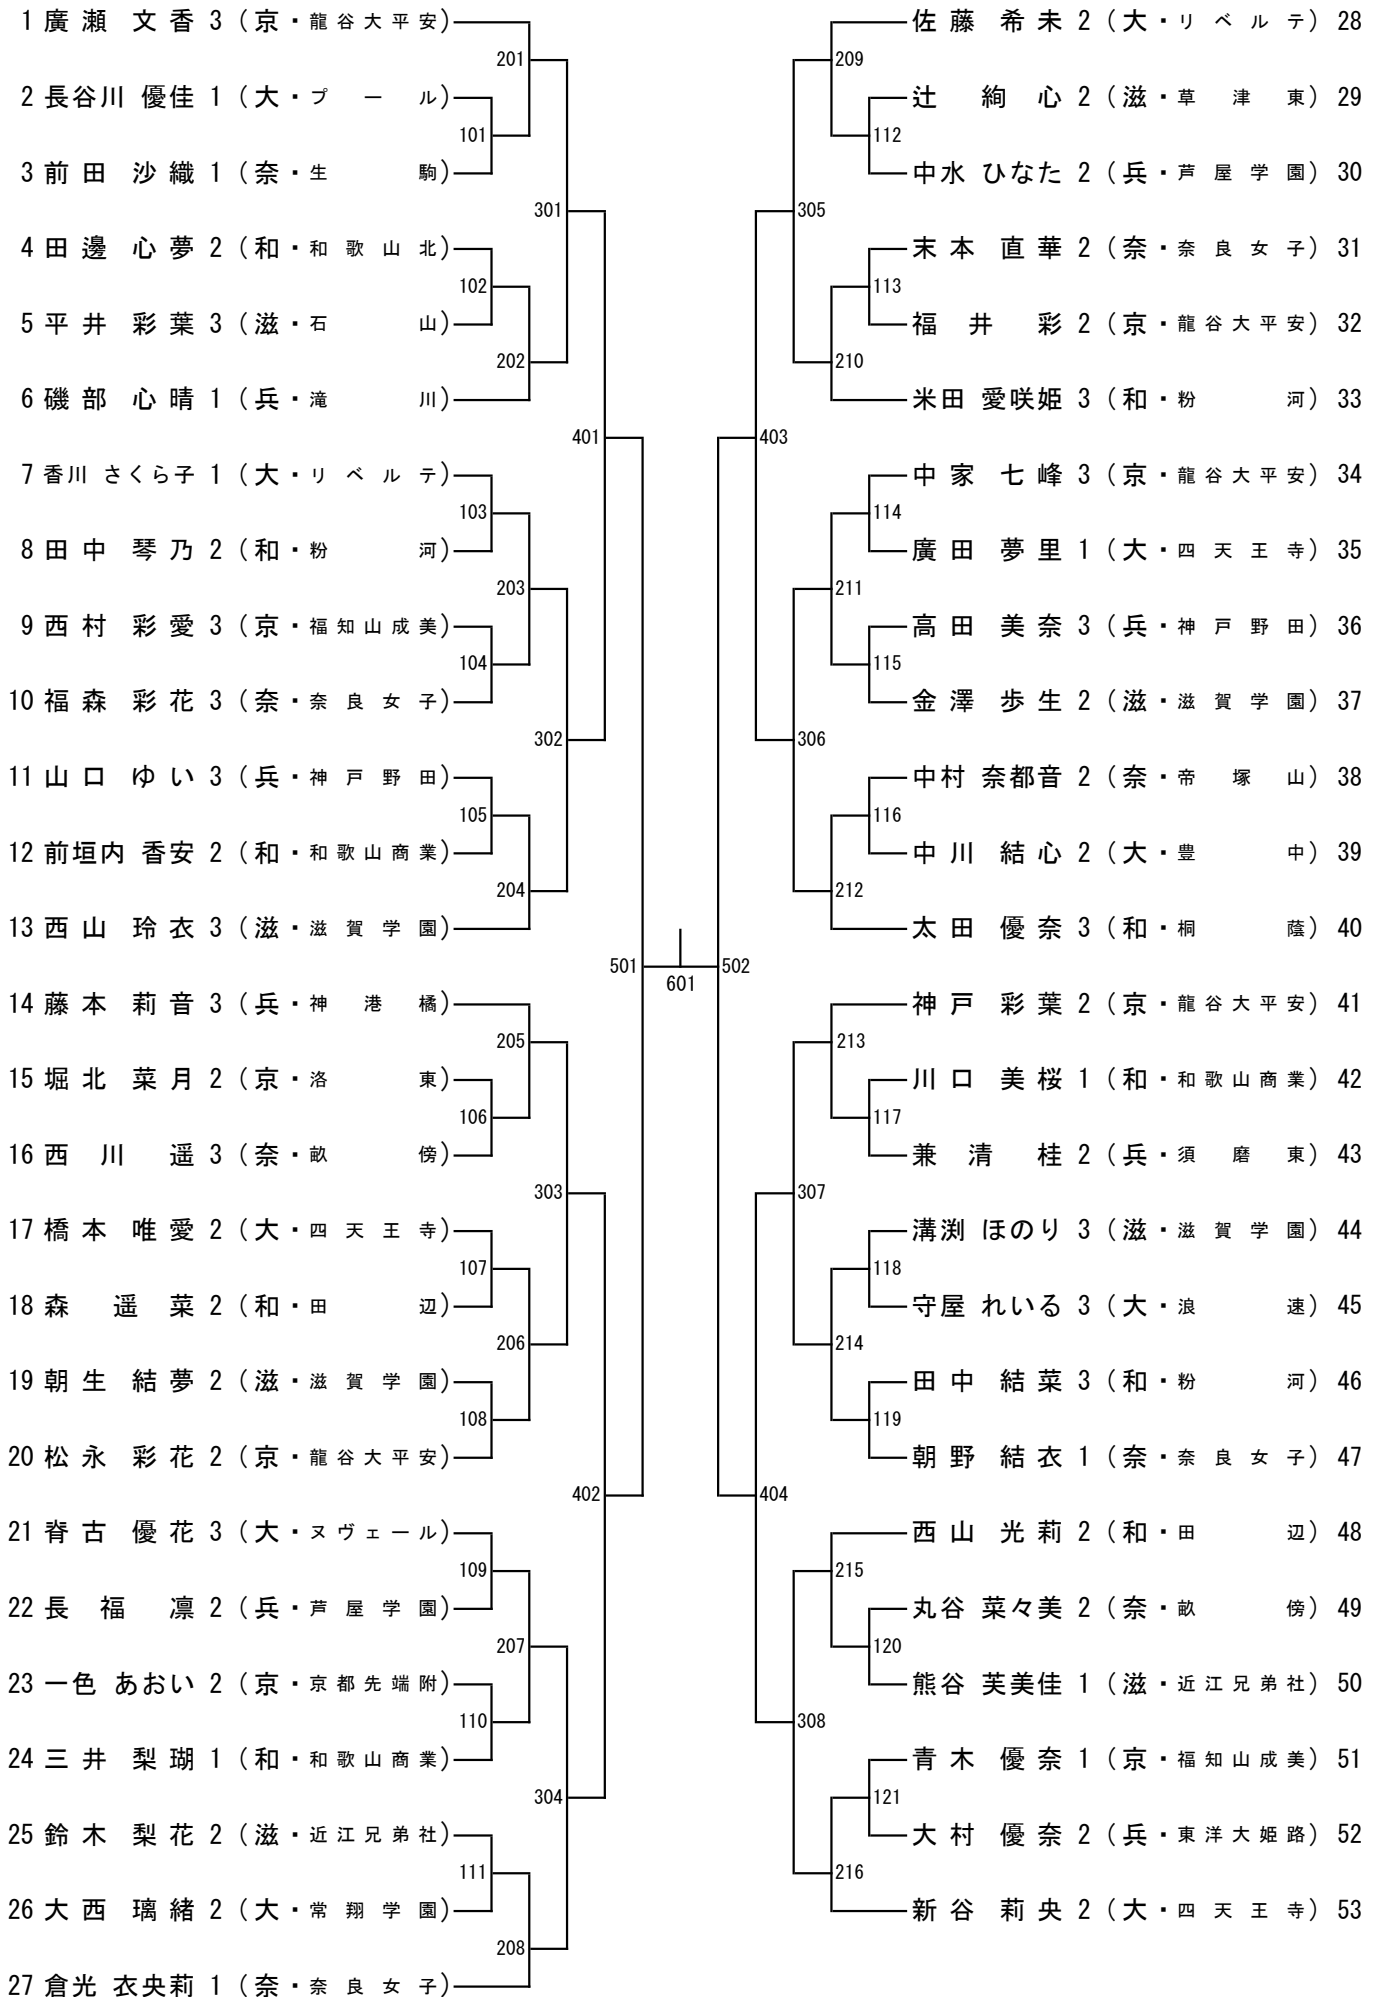 1 廣瀬 文香 3 (京・龍谷大平安)
201
2 長谷川 優佳 1 (大・プール)
101
3 前田 沙織 1 (奈・生駒)
301
4 田邊 心夢 2 (和・和歌山北)
102
5 平井 彩葉 3 (滋・石山)
202
6 磯部 心晴 1 (兵・滝川)
401
7 香川 さくら子 1 (大・リベルテ)
103
8 田中 琴乃 2 (和・粉河)
203
9 西村 彩愛 3 (京・福知山成美)
104
10 福森 彩花 3 (奈・奈良女子)
302
11 山口 ゆい 3 (兵・神戸野田)
105
12 前垣内 香安 2 (和・和歌山商業)
204
13 西山 玲衣 3 (滋・滋賀学園)
501
601
14 藤本 莉音 3 (兵・神港橘)
205
15 堀北 菜月 2 (京・洛東)
106
16 西川 遥 3 (奈・畝傍)
303
17 橋本 唯愛 2 (大・四天王寺)
107
18 森 遥菜 2 (和・田辺)
206
19 朝生 結夢 2 (滋・滋賀学園)
108
20 松永 彩花 2 (京・龍谷大平安)
402
21 脊古 優花 3 (大・ヌヴェール)
109
22 長福 凛 2 (兵・芦屋学園)
207
23 一色 あおい 2 (京・京都先端附)
110
24 三井 梨瑚 1 (和・和歌山商業)
304
25 鈴木 梨花 2 (滋・近江兄弟社)
111
26 大西 璃緒 2 (大・常翔学園)
208
27 倉光 衣央莉 1 (奈・奈良女子)
佐藤 希未 2 (大・リベルテ) 28
209
辻 絢心 2 (滋・草津東) 29
112
中水 ひなた 2 (兵・芦屋学園) 30
305
末本 直華 2 (奈・奈良女子) 31
113
福井 彩 2 (京・龍谷大平安) 32
210
米田 愛咲姫 3 (和・粉河) 33
403
中家 七峰 3 (京・龍谷大平安) 34
114
廣田 夢里 1 (大・四天王寺) 35
211
高田 美奈 3 (兵・神戸野田) 36
115
金澤 歩生 2 (滋・滋賀学園) 37
306
中村 奈都音 2 (奈・帝塚山) 38
116
中川 結心 2 (大・豊中) 39
212
太田 優奈 3 (和・桐蔭) 40
502
神戸 彩葉 2 (京・龍谷大平安) 41
213
川口 美桜 1 (和・和歌山商業) 42
117
兼清 桂 2 (兵・須磨東) 43
307
溝渕 ほのり 3 (滋・滋賀学園) 44
118
守屋 れいる 3 (大・浪速) 45
214
田中 結菜 3 (和・粉河) 46
119
朝野 結衣 1 (奈・奈良女子) 47
404
西山 光莉 2 (和・田辺) 48
215
丸谷 菜々美 2 (奈・畝傍) 49
120
熊谷 芙美佳 1 (滋・近江兄弟社) 50
308
青木 優奈 1 (京・福知山成美) 51
121
大村 優奈 2 (兵・東洋大姫路) 52
216
新谷 莉央 2 (大・四天王寺) 53